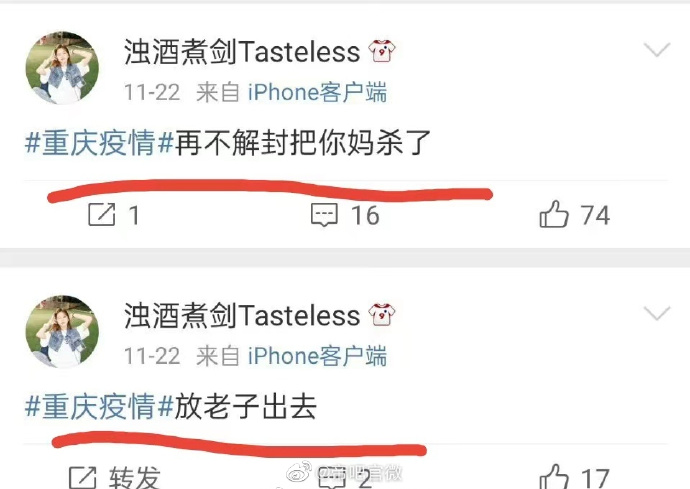 浊酒煮剑Tasteless
11-22 来自 iPhone客户端
#重庆疫情#再不解封把你妈杀了
1 16 74
浊酒煮剑Tasteless
11-22 来自 iPhone客户端
#重庆疫情#放老子出去
转发 2 17